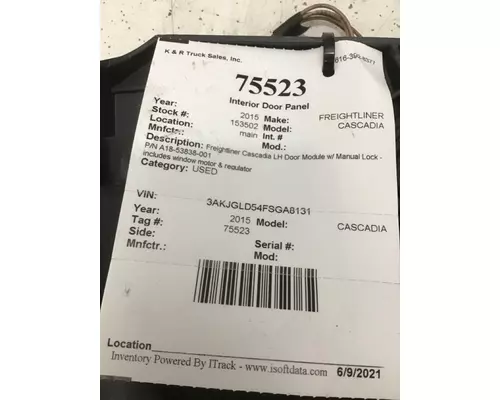 K & R Truck Sales, Inc.
75523
Interior Door Panel
Year: 2015 Make: FREIGHTLINER
Stock #: 153502 Model: CASCADIA
Location: main Int. #
Mnfctr.: Mod.:
Description: Freightliner Cascadia LH Door Module w/ Manual Lock -
P/N A18-53838-001
includes window motor & regulator
Category: USED
VIN: 3AKJGLD54FSGA8131
Year: 2015 Model: CASCADIA
Tag #: 75523
Side: Serial #:
Mnfctr.: Mod:
Location
Inventory Powered By ITrack - www.isoftdata.com 6/9/2021